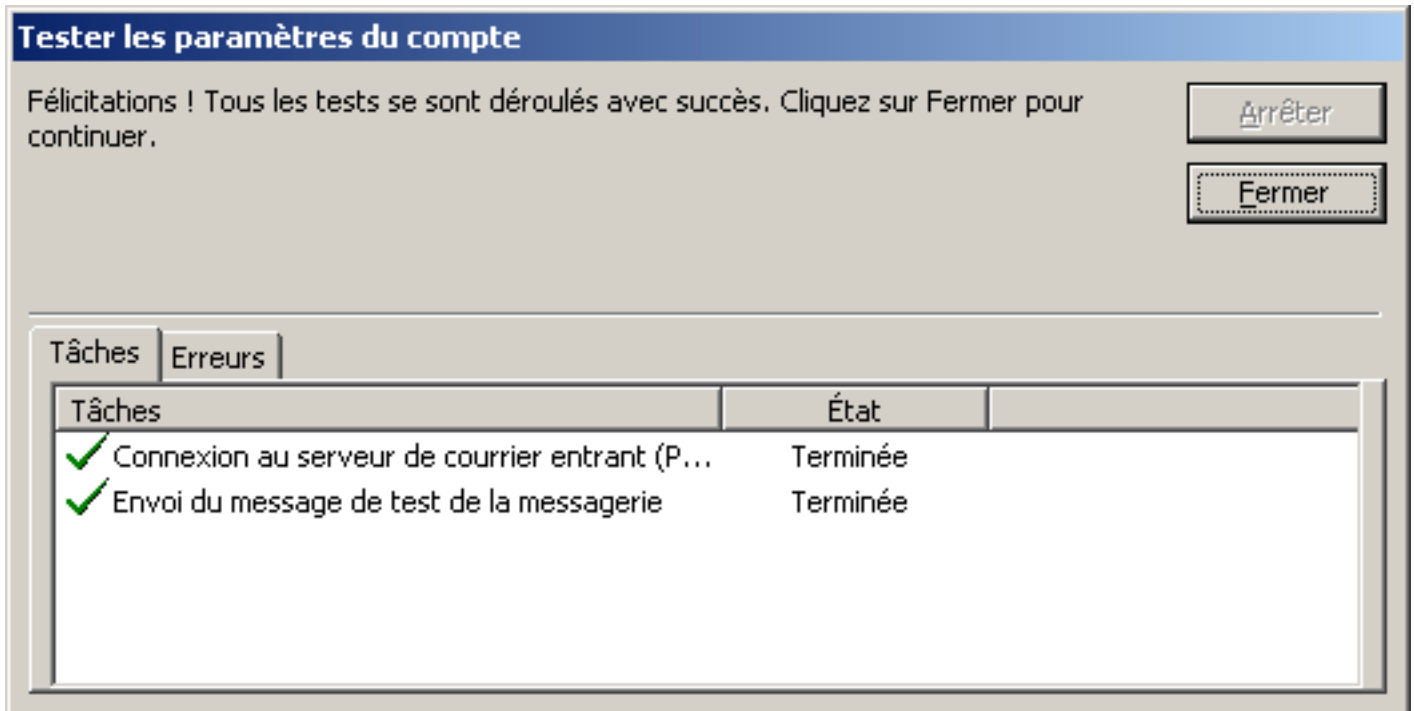 Tester les paramètres du compte
Félicitations ! Tous les tests se sont déroulés avec succès. Cliquez sur Fermer pour
continuer.
Arrêter
Fermer
Tâches Erreurs
Tâches État
Connexion au serveur de courrier entrant (P... Terminée
Envoi du message de test de la messagerie Terminée